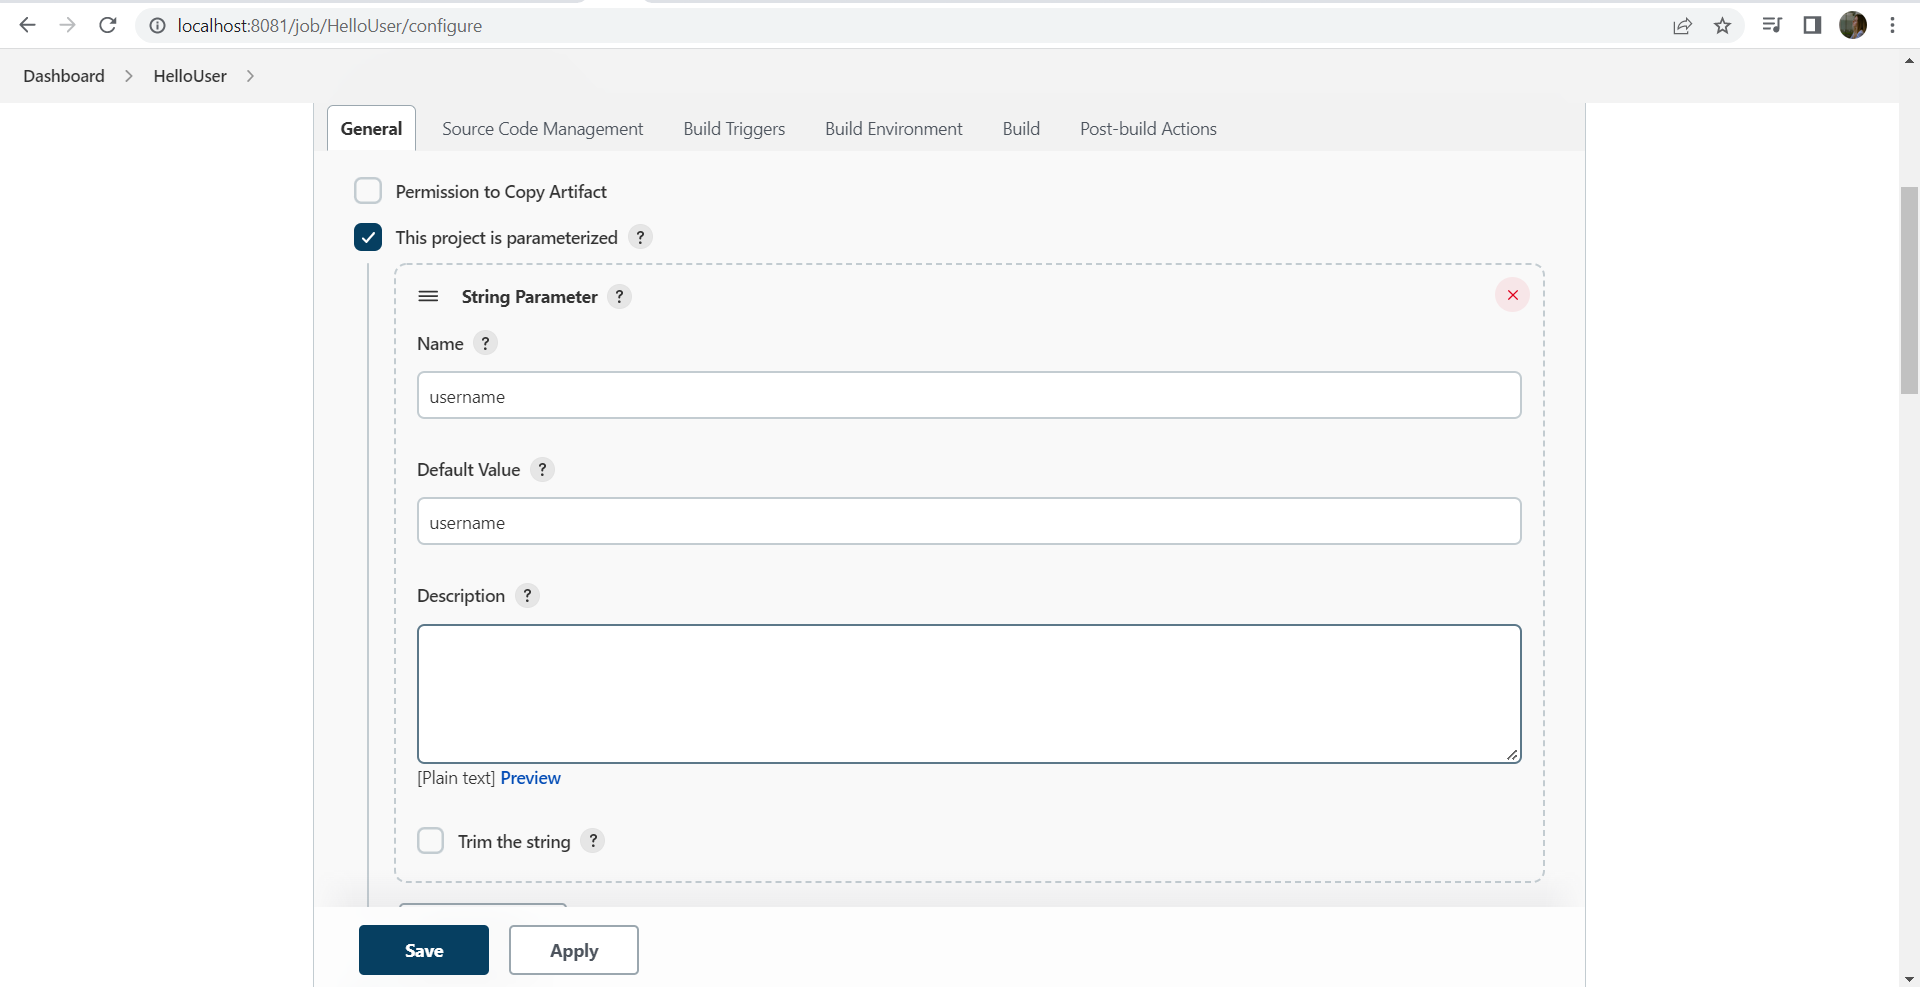 localhost:8081/job/HelloUser/configure
Dashboard HelloUser
General Source Code Management Build Triggers Build Environment Build Post-build Actions
Permission to Copy Artifact
This project is parameterized ?
String Parameter ?
Name ?
username
Default Value ?
username
Description ?
[Plain text] Preview
Trim the string ?
Save Apply